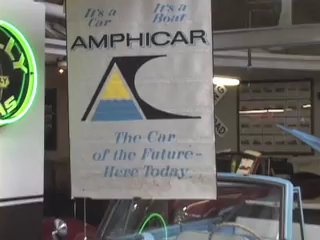 It's a Car
It's a Boat
AMPHICAR
The Car
of the Future-
Here Today